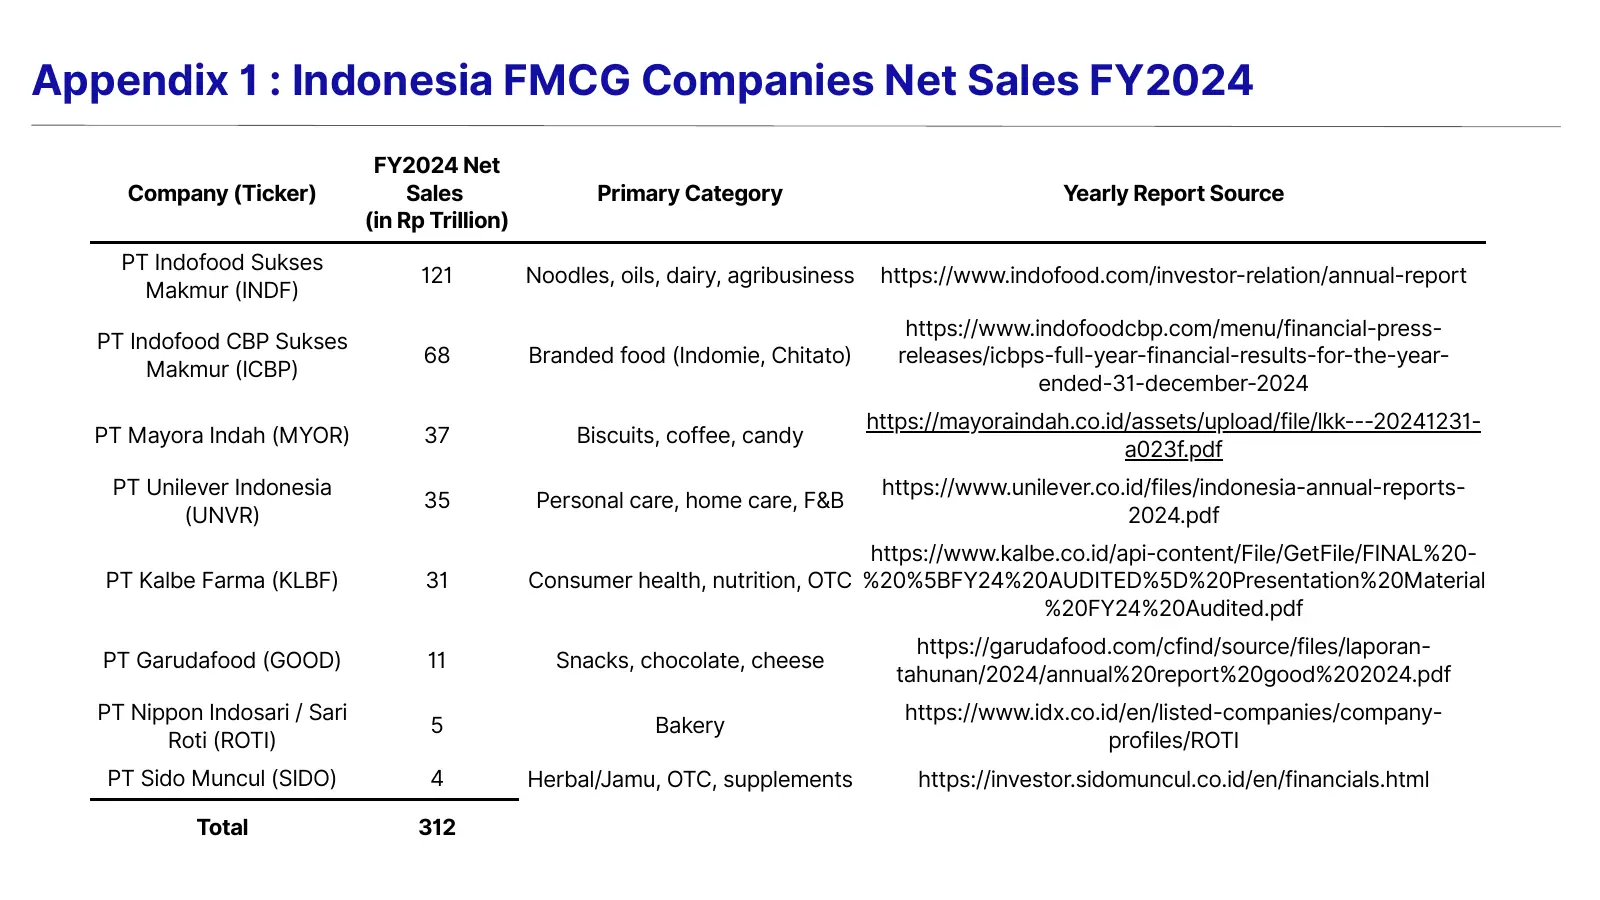 Appendix 1 : Indonesia FMCG Companies Net Sales FY2024
Company (Ticker)
FY2024 Net
Sales
(in Rp Trillion)
Primary Category
Yearly Report Source
PT Indofood Sukses
Makmur (INDF)
121
Noodles, oils, dairy, agribusiness
https://www.indofood.com/investor-relation/annual-report
PT Indofood CBP Sukses
Makmur (ICBP)
68
Branded food (Indomie, Chitato)
https://www.indofoodcbp.com/menu/financial-press-
releases/icbps-full-year-financial-results-for-the-year-
ended-31-december-2024
PT Mayora Indah (MYOR)
37
Biscuits, coffee, candy
https://mayoraindah.co.id/assets/upload/file/lkk---20241231-
a023f.pdf
PT Unilever Indonesia
(UNVR)
35
Personal care, home care, F&B
https://www.unilever.co.id/files/indonesia-annual-reports-
2024.pdf
PT Kalbe Farma (KLBF)
31
Consumer health, nutrition, OTC
https://www.kalbe.co.id/api-content/File/GetFile/FINAL%20-
%20%5BFY24%20AUDITED%5D%20Presentation%20Material
%20FY24%20Audited.pdf
PT Garudafood (GOOD)
11
Snacks, chocolate, cheese
https://garudafood.com/cfind/source/files/laporan-
tahunan/2024/annual%20report%20good%202024.pdf
PT Nippon Indosari / Sari
Roti (ROTI)
5
Bakery
https://www.idx.co.id/en/listed-companies/company-
profiles/ROTI
PT Sido Muncul (SIDO)
4
Herbal/Jamu, OTC, supplements
https://investor.sidomuncul.co.id/en/financials.html
Total
312